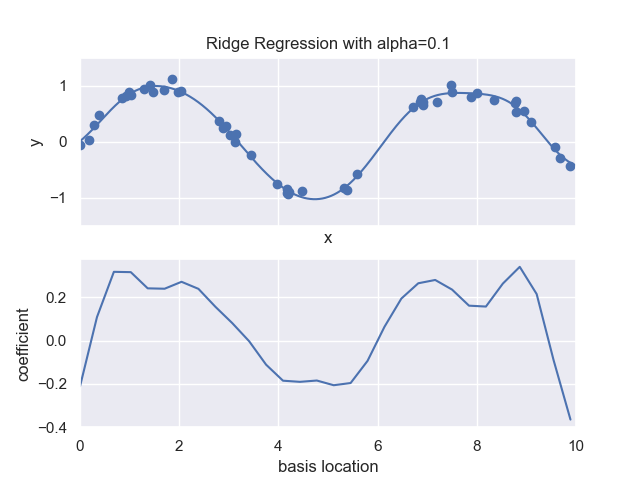 Ridge Regression with alpha=0.1
1
0
−1
y
x
0.2
0.0
−0.2
−0.4
coefficient
0 2 4 6 8 10
basis location